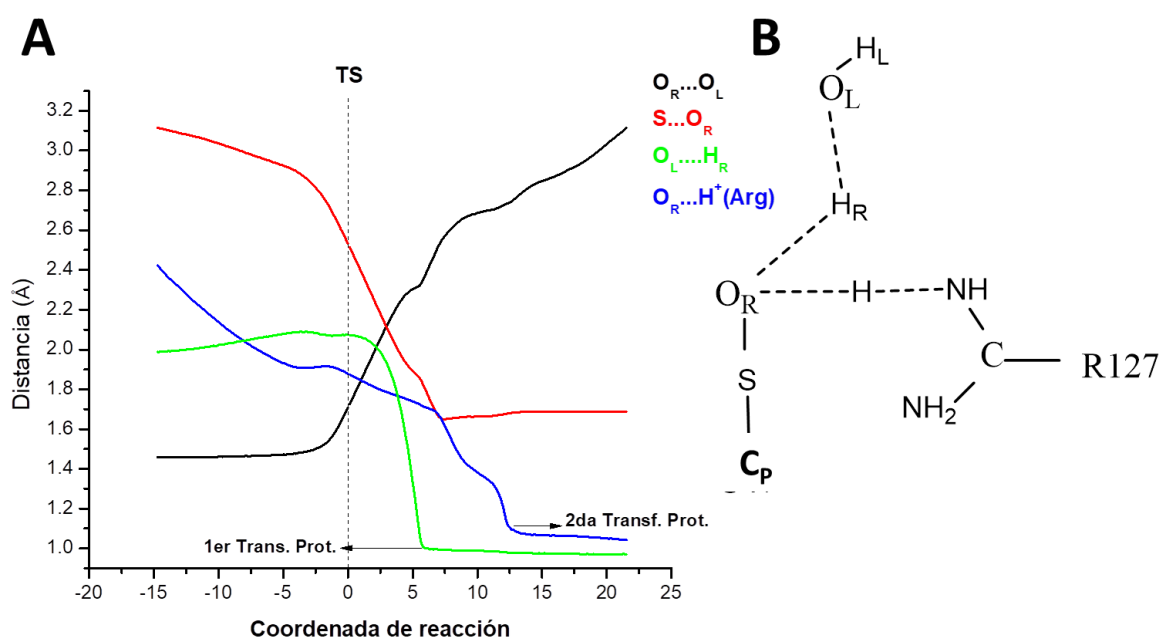 A
B
TS
O_R...O_L
S...O_R
O_L....H_R
O_R...H^+(Arg)
3.2
3.0
2.8
2.6
2.4
2.2
2.0
1.8
1.6
1.4
1.2
1.0
Distancia (Å)
2da Transf. Prot.
1er Trans. Prot.
-20 -15 -10 -5 0 5 10 15 20 25
Coordenada de reacción
H_L
O_L
H_R
O_R
H
NH
S
C
R127
NH_2
C_P